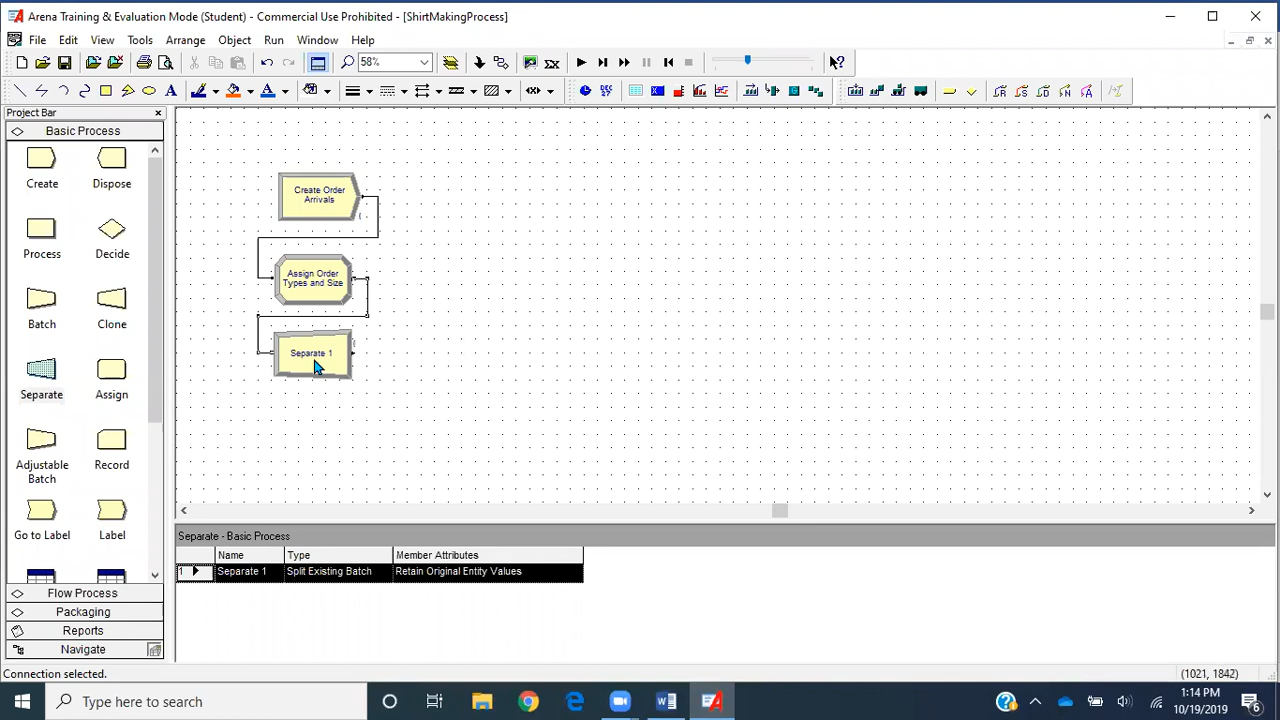 Arena Training & Evaluation Mode (Student) - Commercial Use Prohibited - [ShirtMakingProcess]
File Edit View Tools Arrange Object Run Window Help
58%
Project Bar
Basic Process
Create Dispose
Process Decide
Batch Clone
Separate Assign
Adjustable Batch Record
Go to Label Label
Flow Process
Packaging
Reports
Navigate
Create Order
Arrivals
Assign Order
Types and Size
Separate 1
Separate - Basic Process
Name Type Member Attributes
1 Separate 1 Split Existing Batch Retain Original Entity Values
Connection selected. (1021, 1842)
Type here to search
1:14 PM
10/19/2019
6